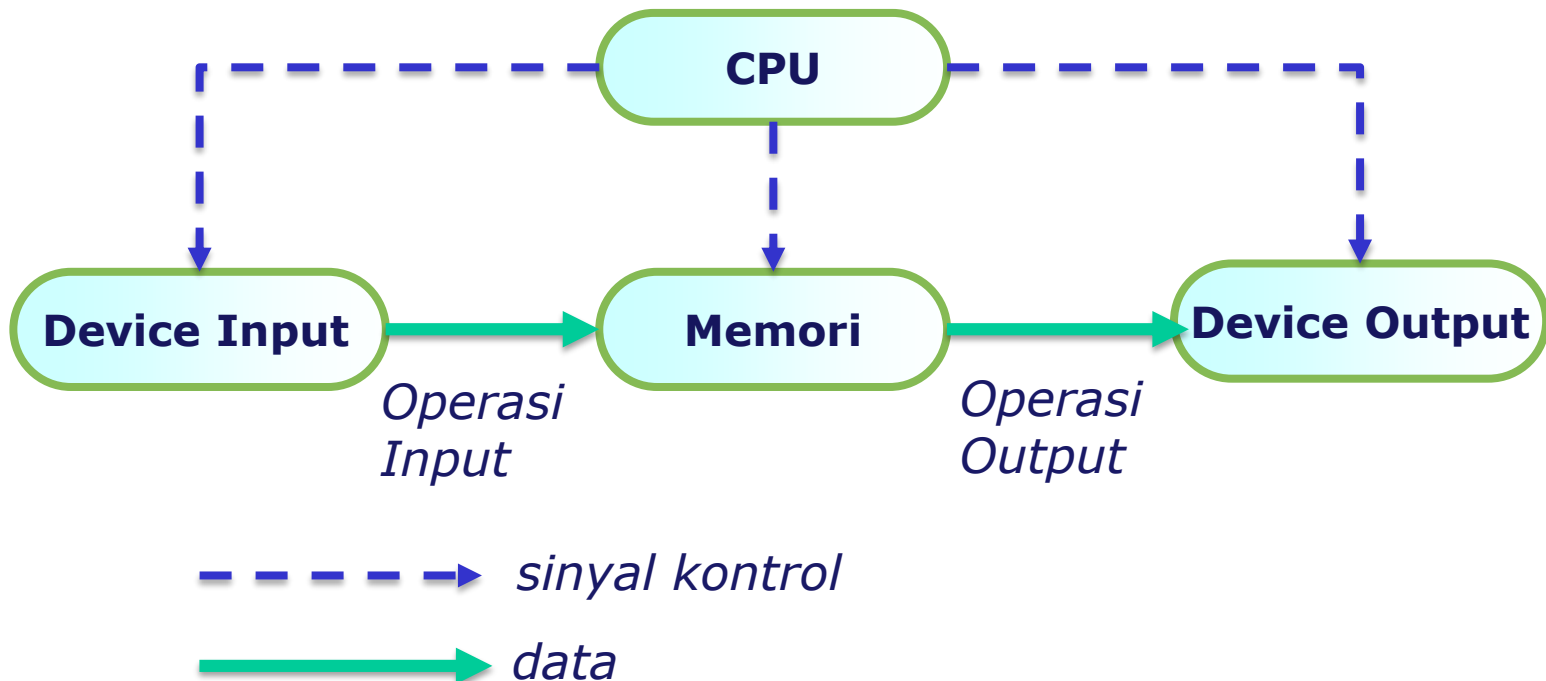 CPU
Device Input
Memori
Device Output
Operasi
Input
Operasi
Output
sinyal kontrol
data